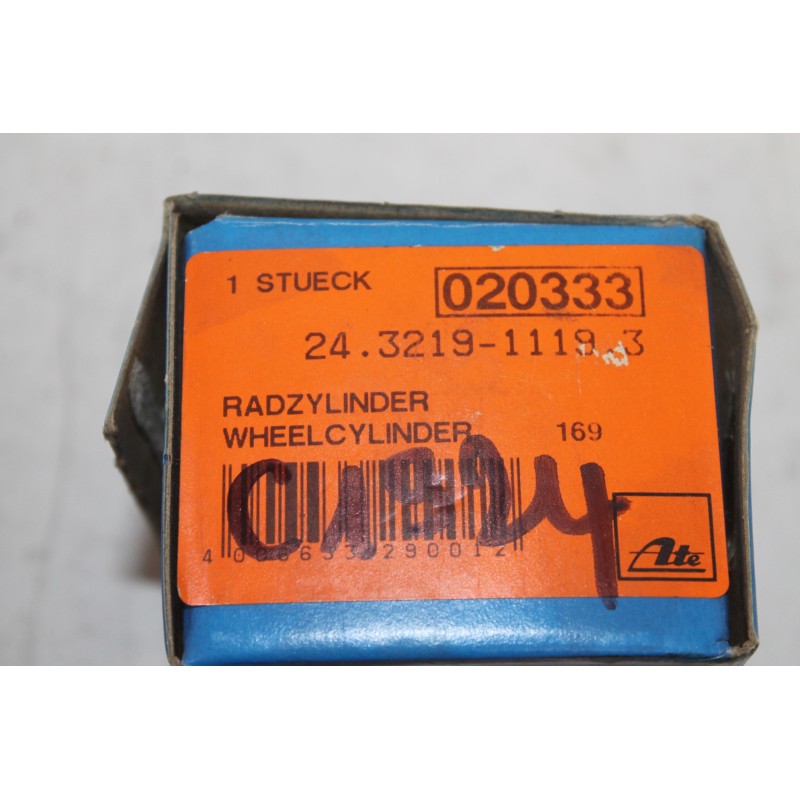 1 STUECK 020333
24.3219-1119.3
RADZYLINDER
WHEELCYLINDER 169
Ate